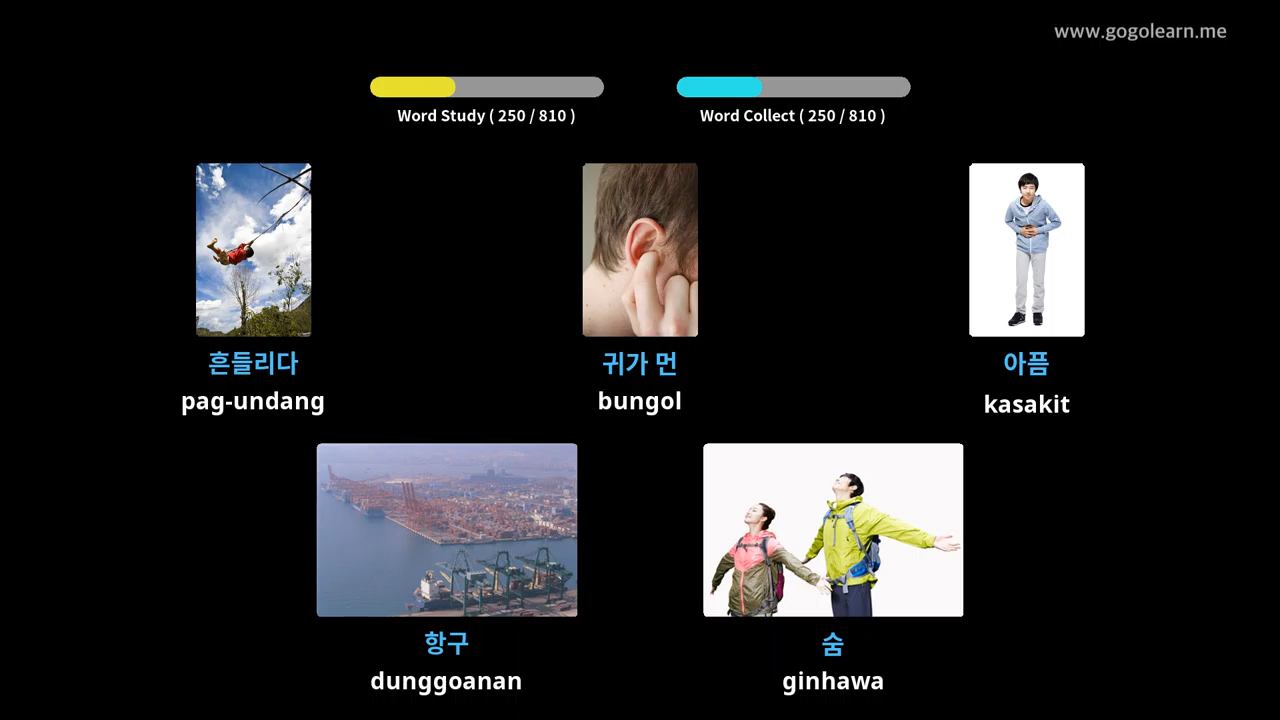 www.gogolearn.me
Word Study ( 250 / 810 )
Word Collect ( 250 / 810 )
흔들리다
pag-undang
귀가 먼
bungol
아픔
kasakit
항구
dunggoanan
숨
ginhawa